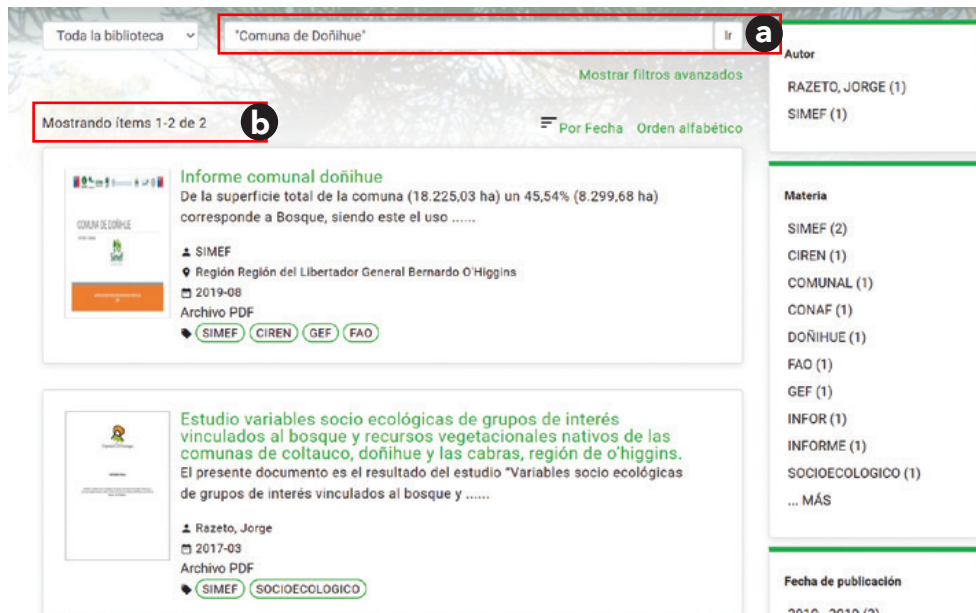 Toda la biblioteca
"Comuna de Doñihue"
Ir
a
Mostrar filtros avanzados
Mostrando ítems 1-2 de 2
b
Por Fecha Orden alfabético
COMUNA DE DOÑIHUE
Simef
Informe comunal doñihue
De la superficie total de la comuna (18.225,03 ha) un 45,54% (8.299,68 ha)
corresponde a Bosque, siendo este el uso ......
SIMEF
Región Región del Libertador General Bernardo O'Higgins
2019-08
Archivo PDF
SIMEF CIREN GEF FAO
Estudio variables socio ecológicas de grupos de interés
vinculados al bosque y recursos vegetacionales nativos de las
comunas de coltauco, doñihue y las cabras, región de o'higgins.
El presente documento es el resultado del estudio "Variables socio ecológicas
de grupos de interés vinculados al bosque y ......
Razeto, Jorge
2017-03
Archivo PDF
SIMEF SOCIOECOLOGICO
Autor
RAZETO, JORGE (1)
SIMEF (1)
Materia
SIMEF (2)
CIREN (1)
COMUNAL (1)
CONAF (1)
DOÑIHUE (1)
FAO (1)
GEF (1)
INFOR (1)
INFORME (1)
SOCIOECOLOGICO (1)
... MÁS
Fecha de publicación